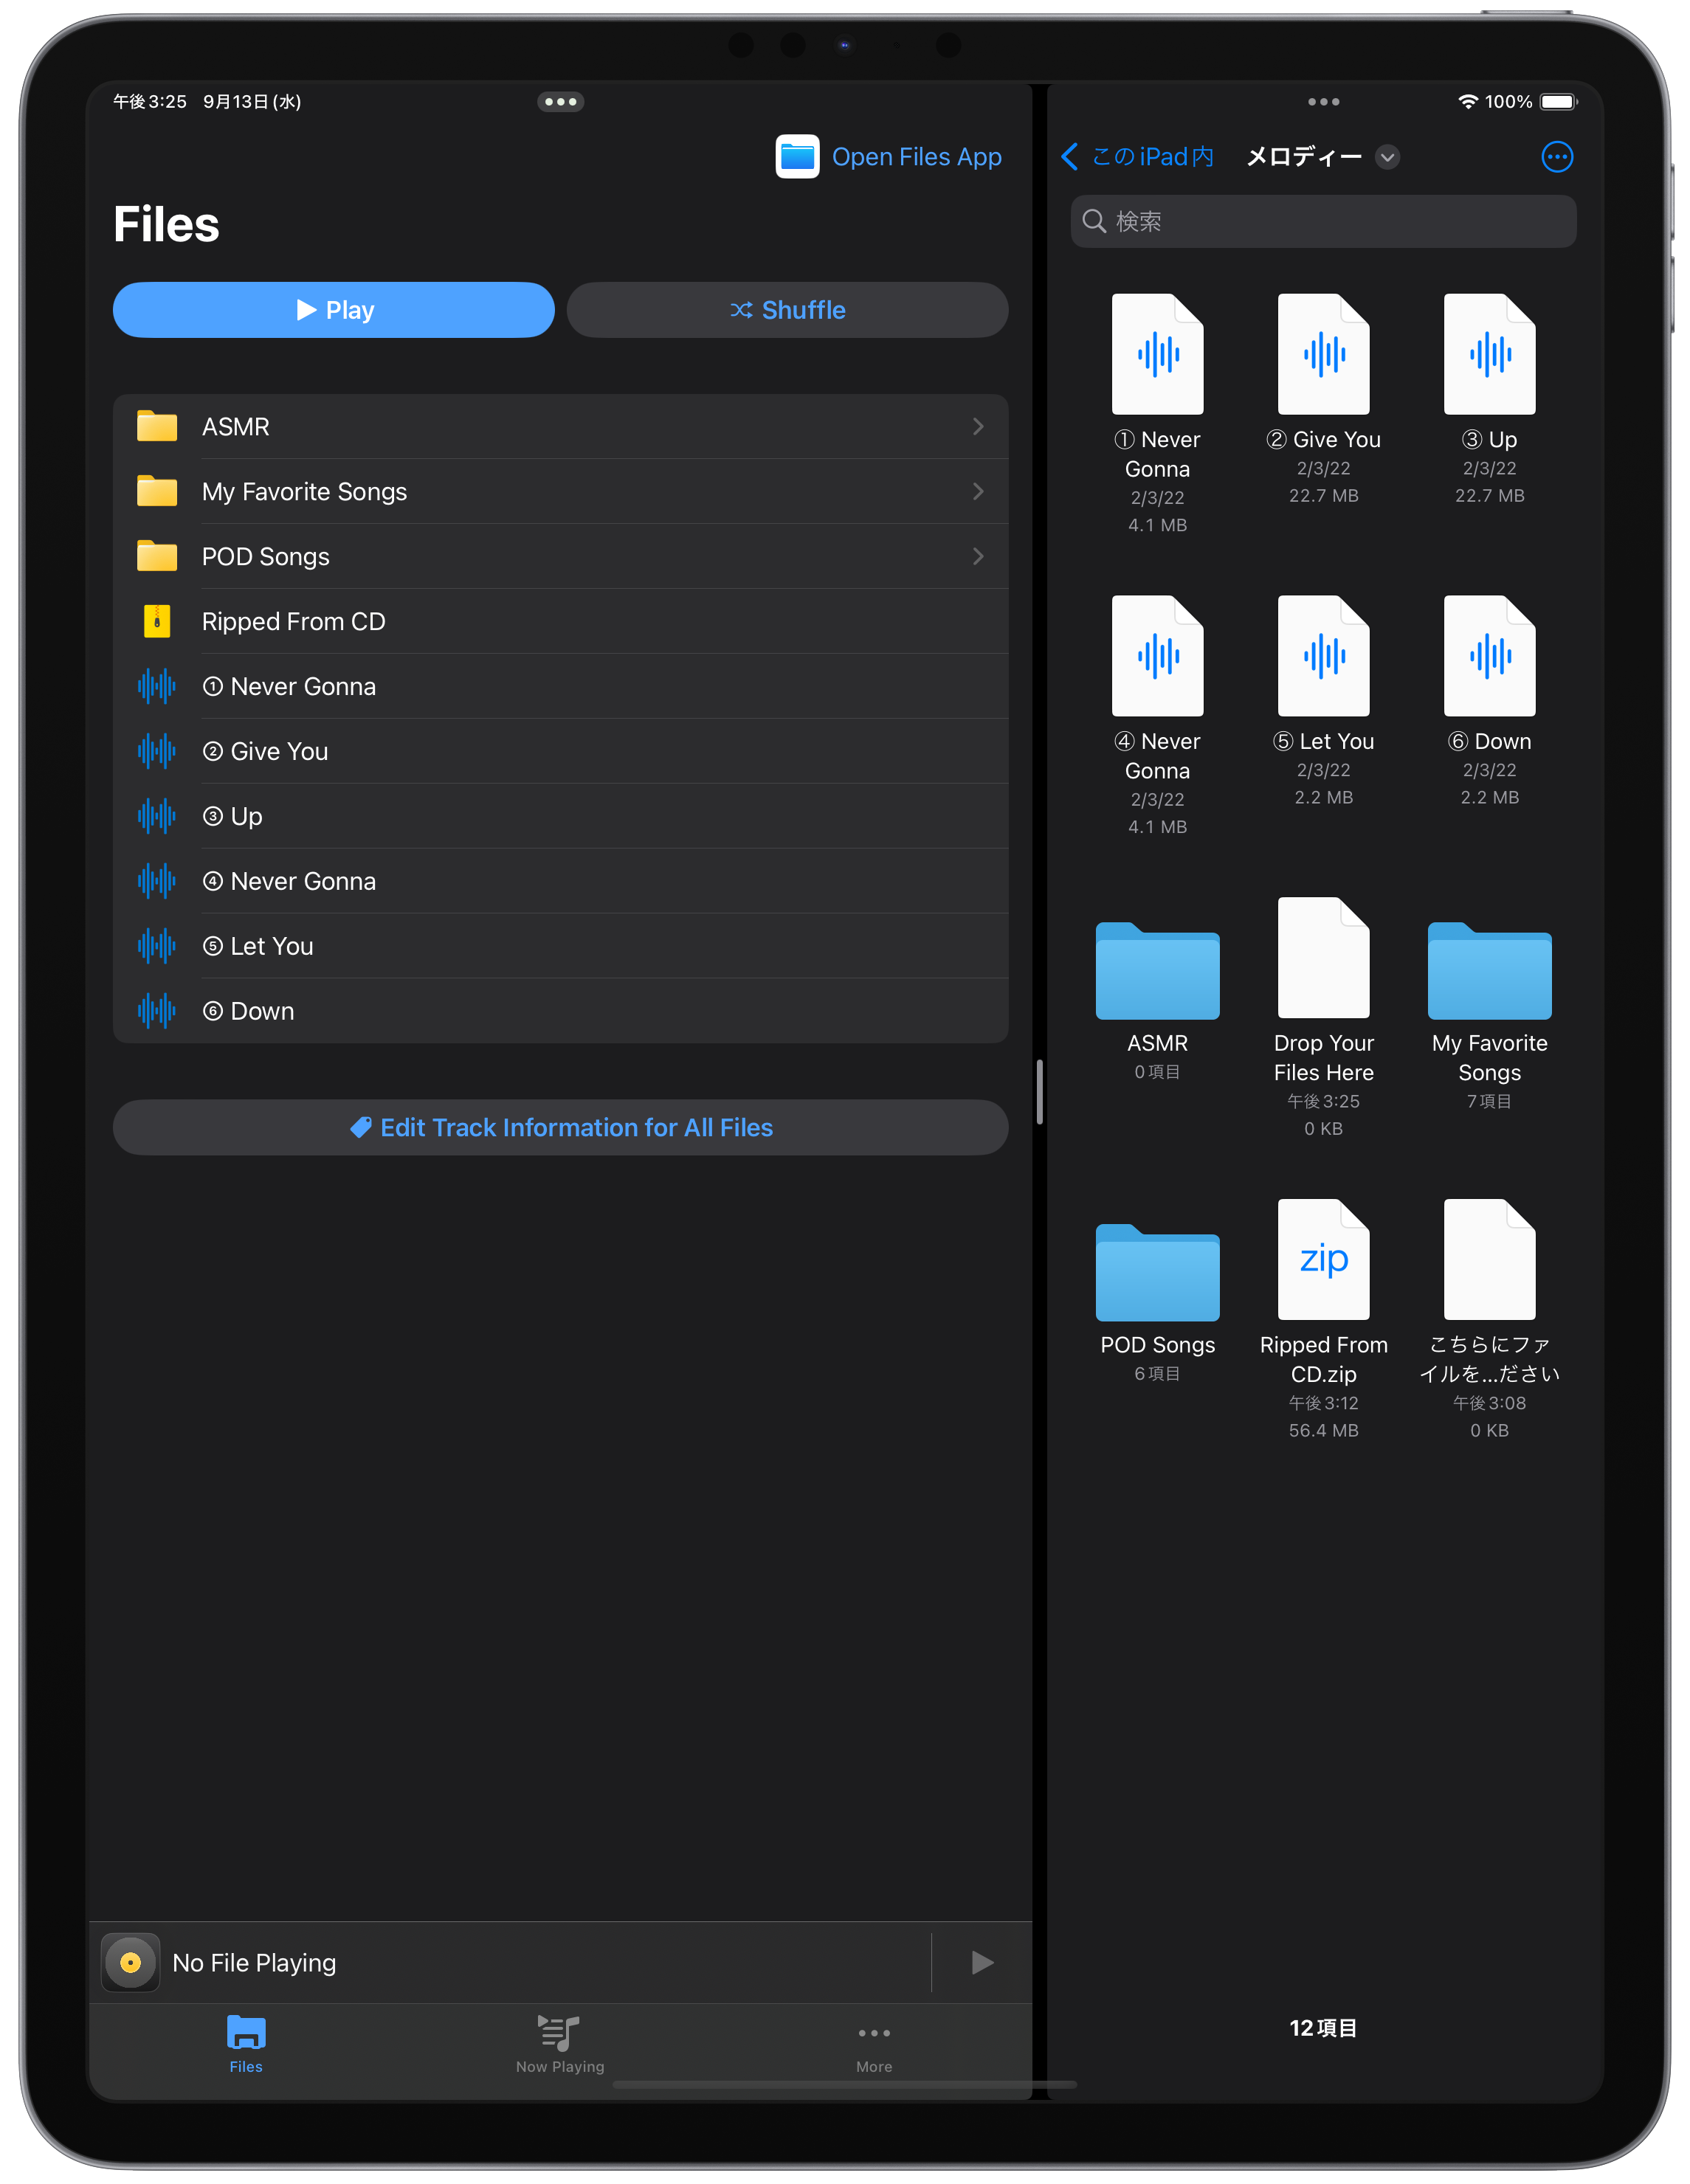 午後3:25 9月13日(水)
100%
Open Files App
Files
Play
Shuffle
ASMR
My Favorite Songs
POD Songs
Ripped From CD
① Never Gonna
② Give You
③ Up
④ Never Gonna
⑤ Let You
⑥ Down
Edit Track Information for All Files
No File Playing
Files
Now Playing
More
このiPad内
メロディー
検索
① Never
Gonna
2/3/22
4.1 MB
② Give You
2/3/22
22.7 MB
③ Up
2/3/22
22.7 MB
④ Never
Gonna
2/3/22
4.1 MB
⑤ Let You
2/3/22
2.2 MB
⑥ Down
2/3/22
2.2 MB
ASMR
0項目
Drop Your
Files Here
午後3:25
0 KB
My Favorite
Songs
7項目
POD Songs
6項目
zip
Ripped From
CD.zip
午後3:12
56.4 MB
こちらにファ
イルを...ださい
午後3:08
0 KB
12項目